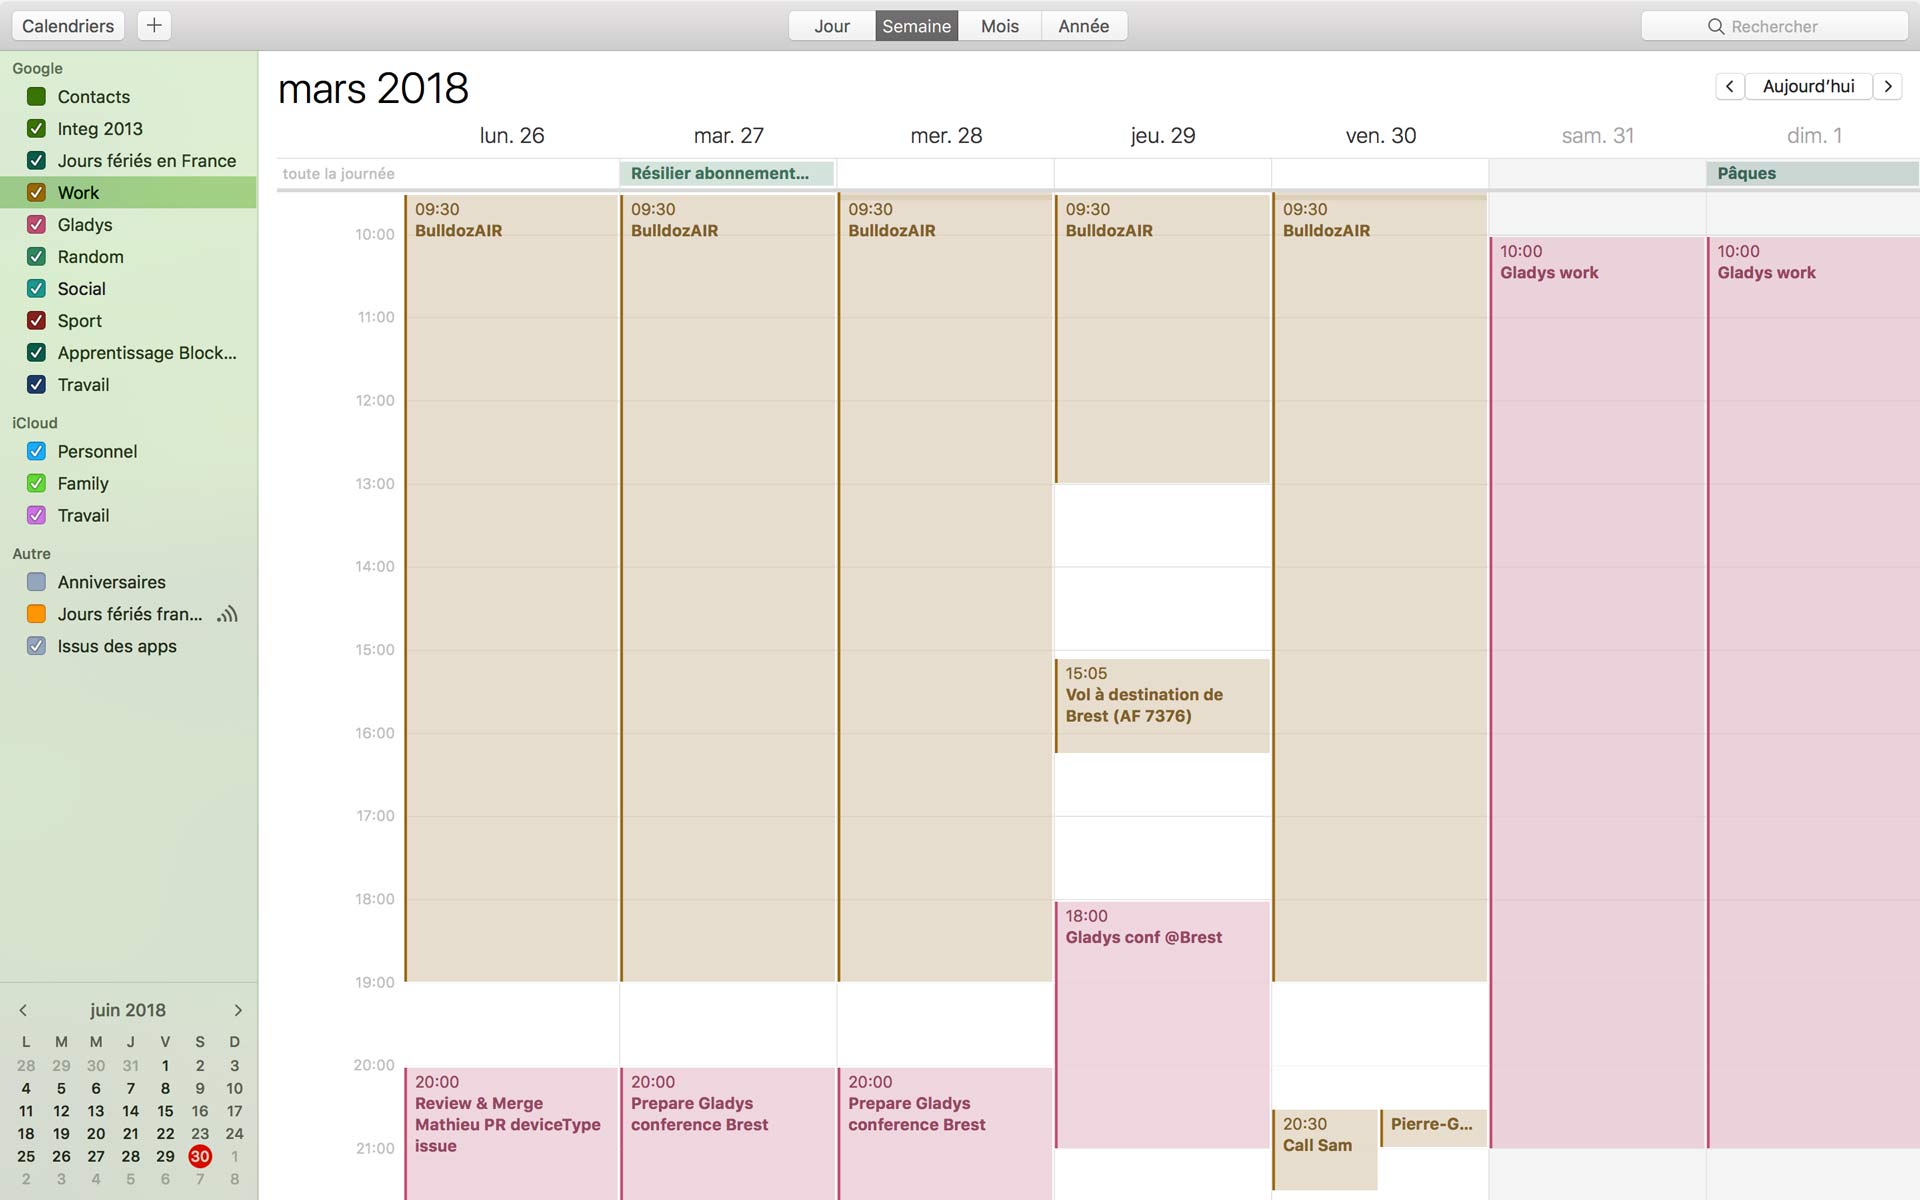 Calendriers
Jour Semaine Mois Année
Rechercher
Google
Contacts
Integ 2013
Jours fériés en France
Work
Gladys
Random
Social
Sport
Apprentissage Block...
Travail
iCloud
Personnel
Family
Travail
Autre
Anniversaires
Jours fériés fran...
Issus des apps
juin 2018
L M M J V S D
28 29 30 31 1 2 3
4 5 6 7 8 9 10
11 12 13 14 15 16 17
18 19 20 21 22 23 24
25 26 27 28 29 30 1
2 3 4 5 6 7 8
mars 2018
Aujourd'hui
lun. 26 mar. 27 mer. 28 jeu. 29 ven. 30 sam. 31 dim. 1
toute la journée
Résilier abonnement...
Pâques
10:00
11:00
12:00
13:00
14:00
15:00
16:00
17:00
18:00
19:00
20:00
21:00
09:30
BulldozAIR
20:00
Review & Merge
Mathieu PR deviceType
issue
09:30
BulldozAIR
20:00
Prepare Gladys
conference Brest
09:30
BulldozAIR
20:00
Prepare Gladys
conference Brest
09:30
BulldozAIR
15:05
Vol à destination de
Brest (AF 7376)
18:00
Gladys conf @Brest
09:30
BulldozAIR
20:30
Call Sam
Pierre-G...
10:00
Gladys work
10:00
Gladys work